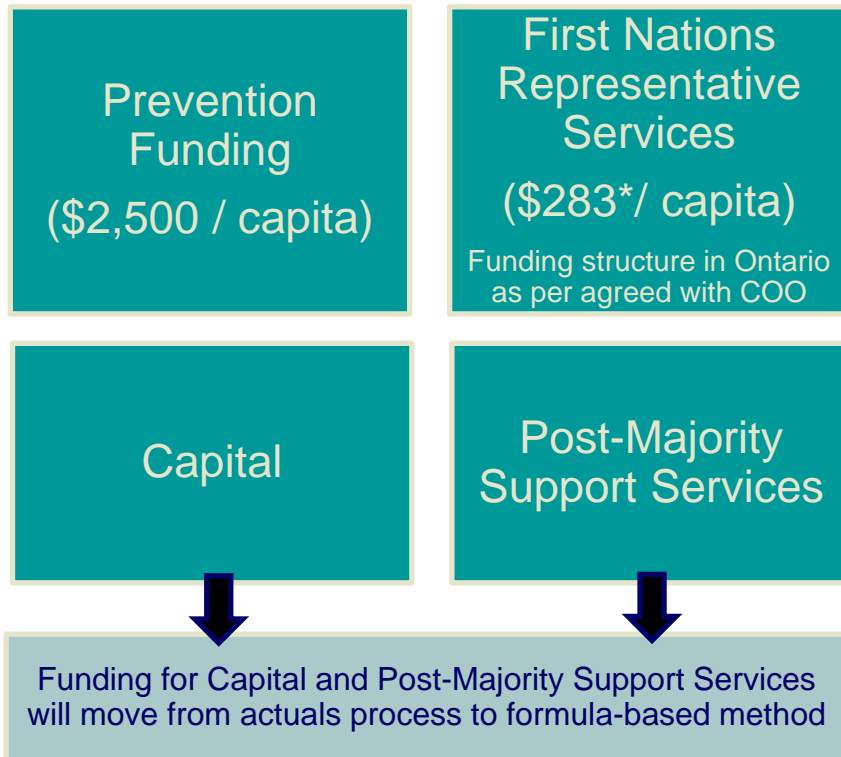 Prevention
Funding
($2,500 / capita)
First Nations
Representative
Services
($283*/ capita)
Funding structure in Ontario
as per agreed with COO
Capital
Post-Majority
Support Services
Funding for Capital and Post-Majority Support Services
will move from actuals process to formula-based method